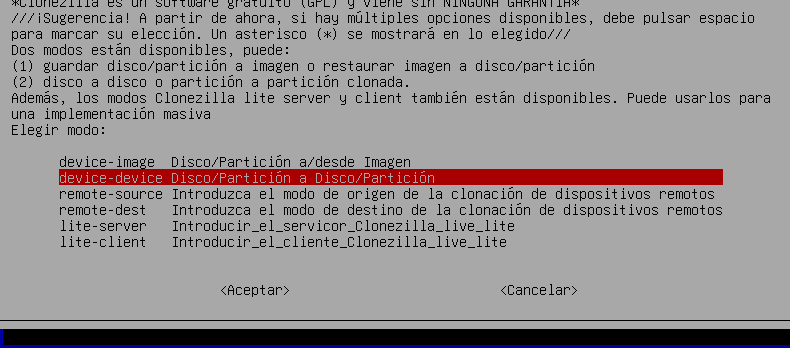 *Clonezilla es un software gratuito (GPL) y viene sin NINGUNA GARANTIA*
///¡Sugerencia! A partir de ahora, si hay múltiples opciones disponibles, debe pulsar espacio
para marcar su elección. Un asterisco (*) se mostrará en lo elegido///
Dos modos están disponibles, puede:
(1) guardar disco/partición a imagen o restaurar imagen a disco/partición
(2) disco a disco o partición a partición clonada.
Además, los modos Clonezilla lite server y client también están disponibles. Puede usarlos para
una implementación masiva
Elegir modo:
device-image Disco/Partición a/desde Imagen
device-device Disco/Partición a Disco/Partición
remote-source Introduzca el modo de origen de la clonación de dispositivos remotos
remote-dest Introduzca el modo de destino de la clonación de dispositivos remotos
lite-server Introducir_el_servicor_Clonezilla_live_lite
lite-client Introducir_el_cliente_Clonezilla_live_lite
<Aceptar> <Cancelar>